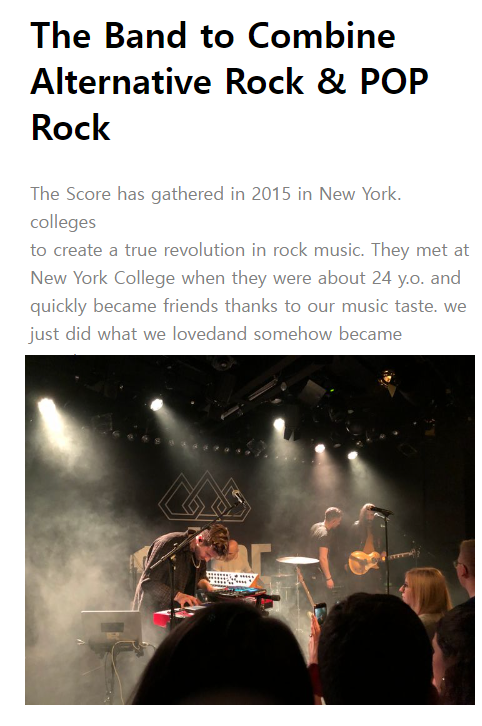 The Band to Combine
Alternative Rock & POP
Rock
The Score has gathered in 2015 in New York.
colleges
to create a true revolution in rock music. They met at
New York College when they were about 24 y.o. and
quickly became friends thanks to our music taste. we
just did what we lovedand somehow became